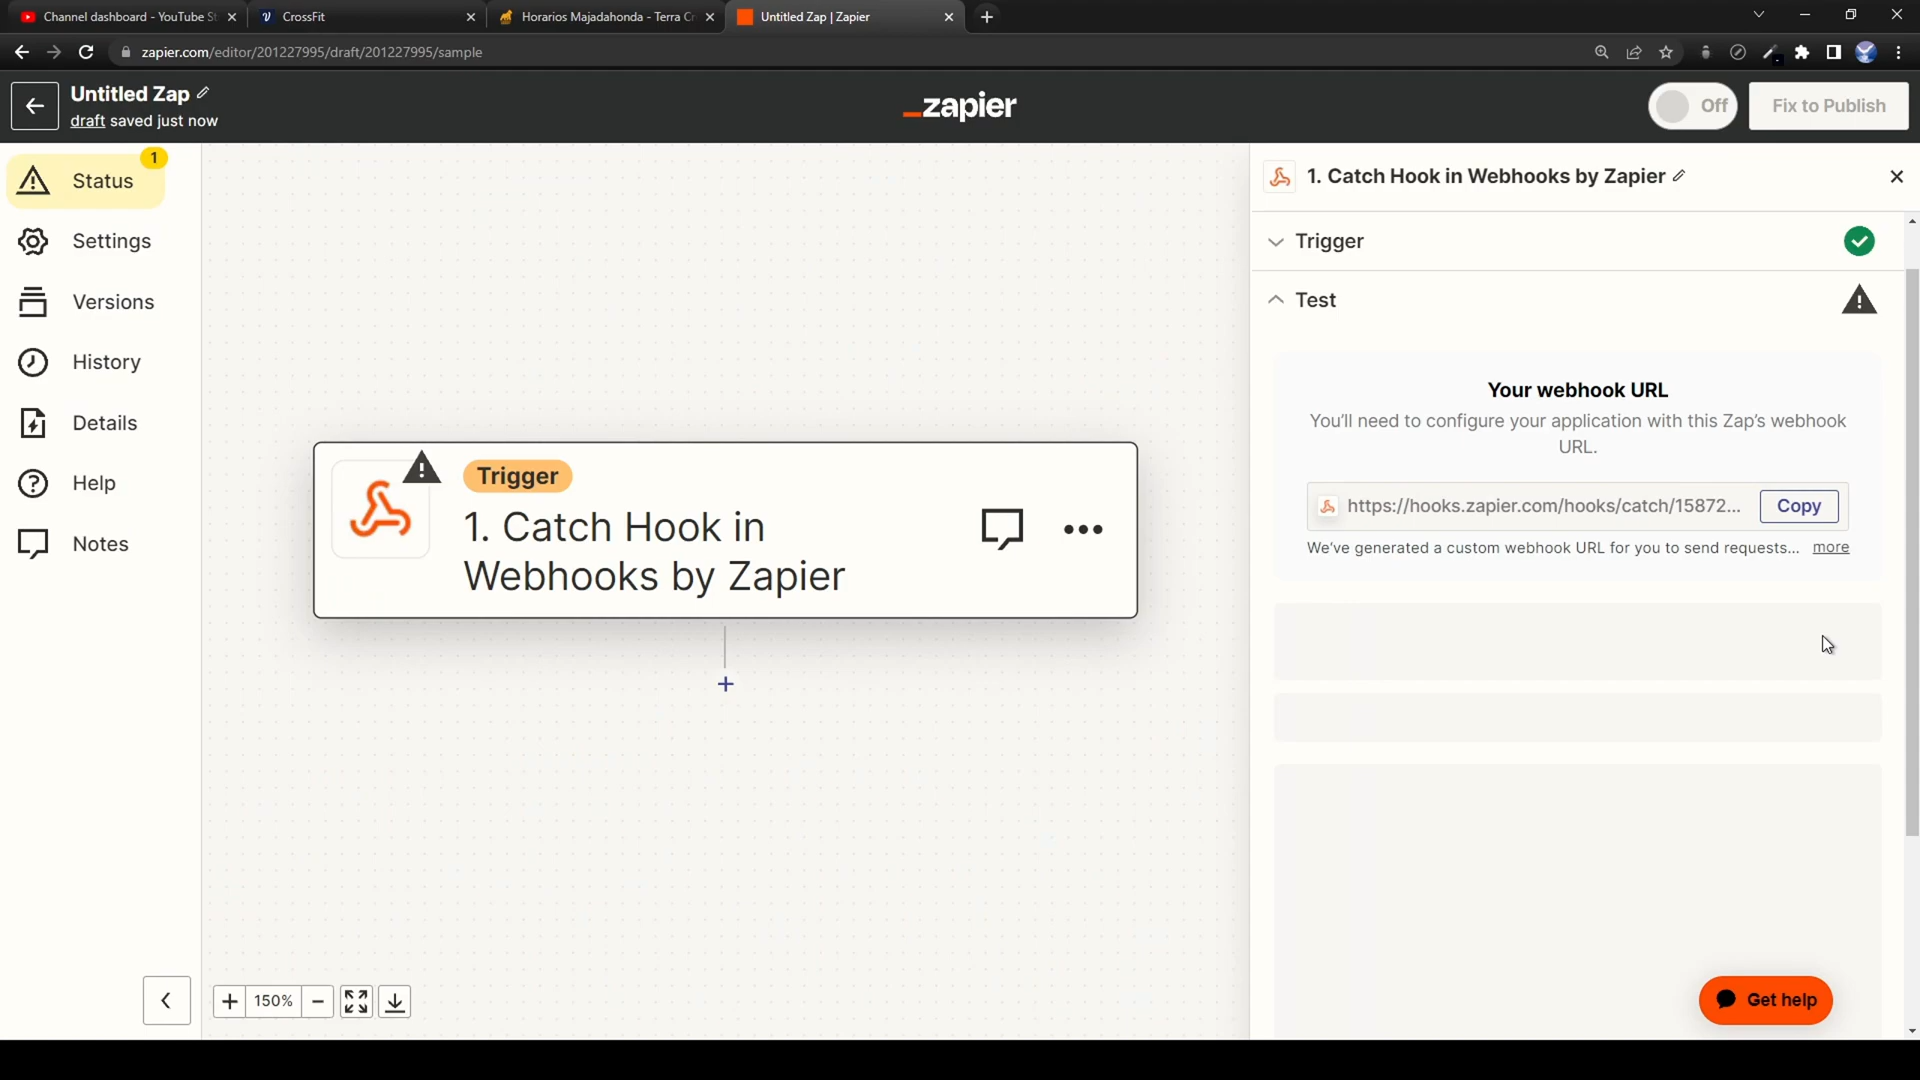 Channel dashboard - YouTube St
CrossFit
Horarios Majadahonda - Terra Cr
Untitled Zap | Zapier
zapier.com/editor/201227995/draft/201227995/sample
Untitled Zap
draft saved just now
_zapier
Off
Fix to Publish
1
Status
Settings
Versions
History
Details
Help
Notes
Trigger
1. Catch Hook in
Webhooks by Zapier
+
+ 150% −
1. Catch Hook in Webhooks by Zapier
Trigger
Test
Your webhook URL
You'll need to configure your application with this Zap's webhook
URL.
https://hooks.zapier.com/hooks/catch/15872... Copy
We've generated a custom webhook URL for you to send requests... more
Get help